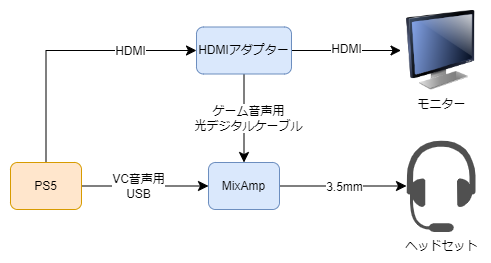 HDMI
HDMIアダプター
HDMI
モニター
ゲーム音声用
光デジタルケーブル
PS5
VC音声用
USB
MixAmp
3.5mm
ヘッドセット